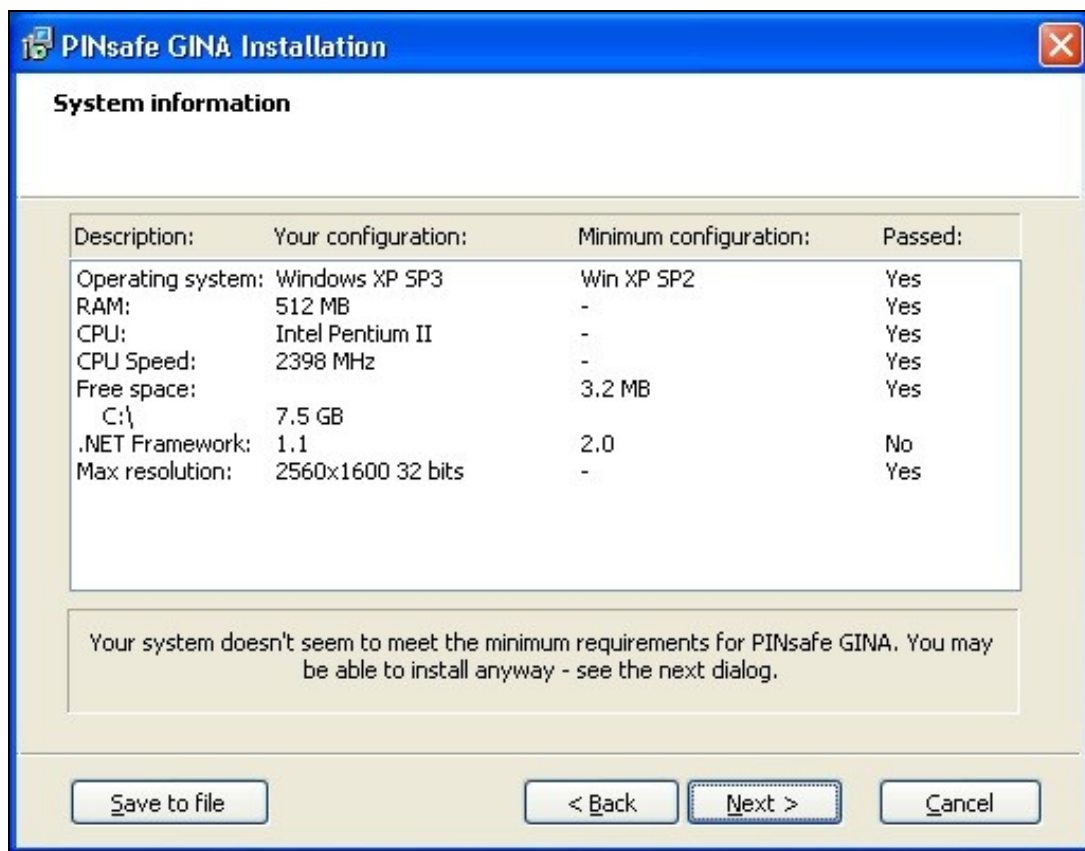 PINsafe GINA Installation
System information
Description: Your configuration: Minimum configuration: Passed:
Operating system: Windows XP SP3 Win XP SP2 Yes
RAM: 512 MB - Yes
CPU: Intel Pentium II - Yes
CPU Speed: 2398 MHz - Yes
Free space: 3.2 MB Yes
C:\ 7.5 GB
.NET Framework: 1.1 2.0 No
Max resolution: 2560x1600 32 bits - Yes
Your system doesn't seem to meet the minimum requirements for PINsafe GINA. You may
be able to install anyway - see the next dialog.
Save to file < Back Next > Cancel